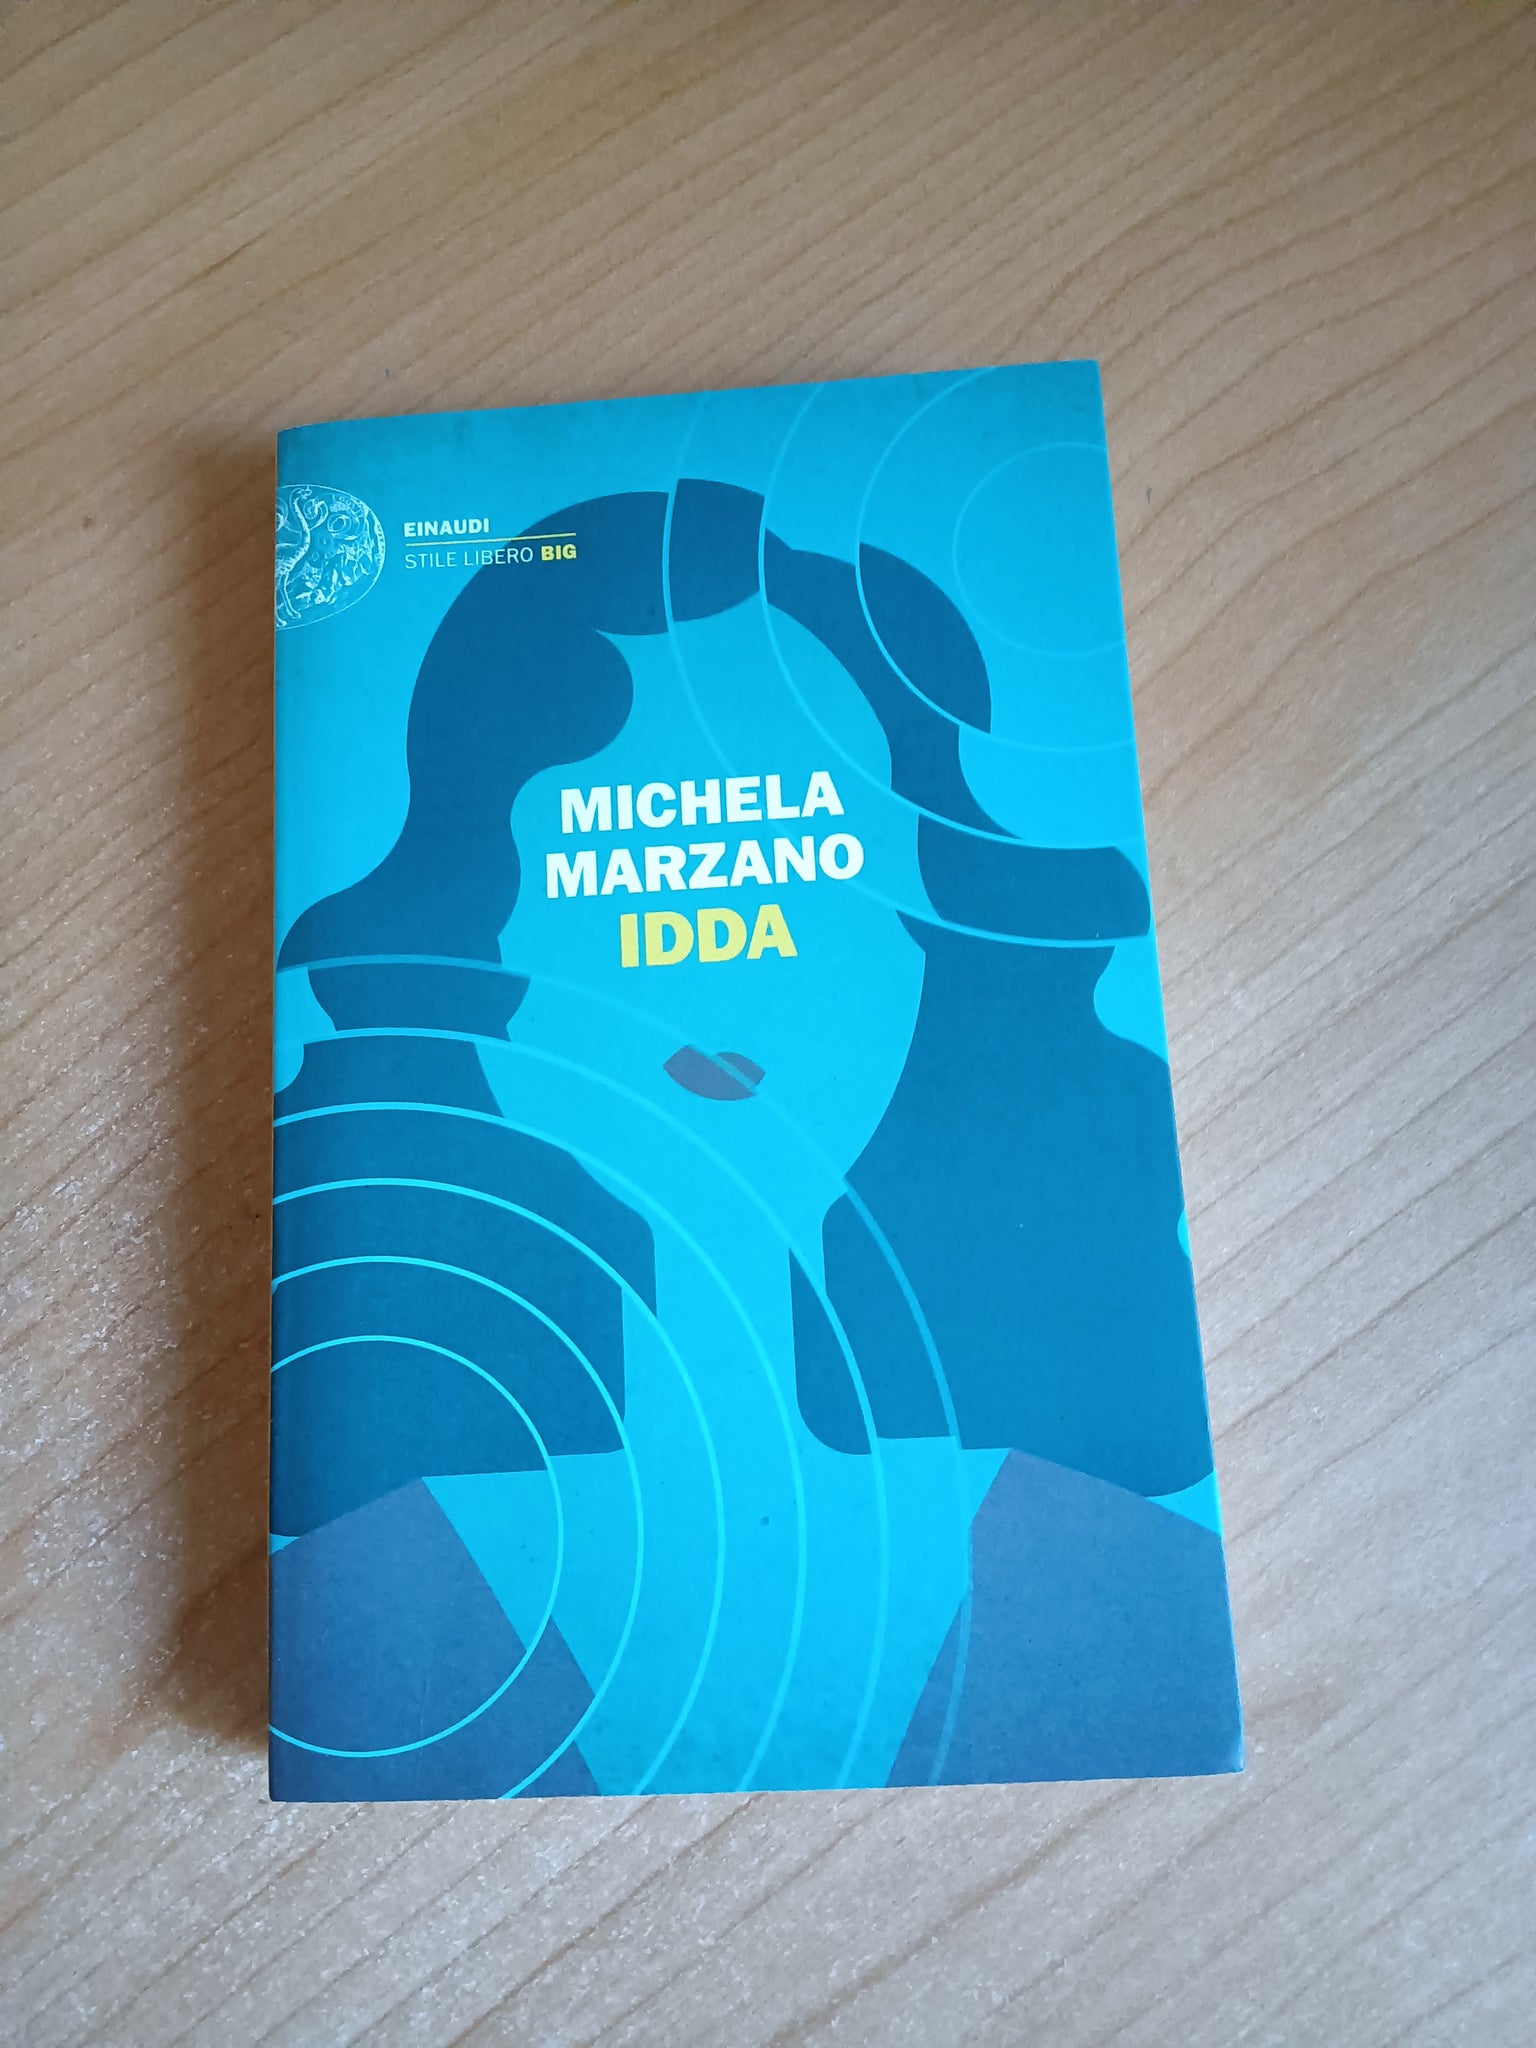 EINAUDI
STILE LIBERO BIG
MICHELA
MARZANO
IDDA